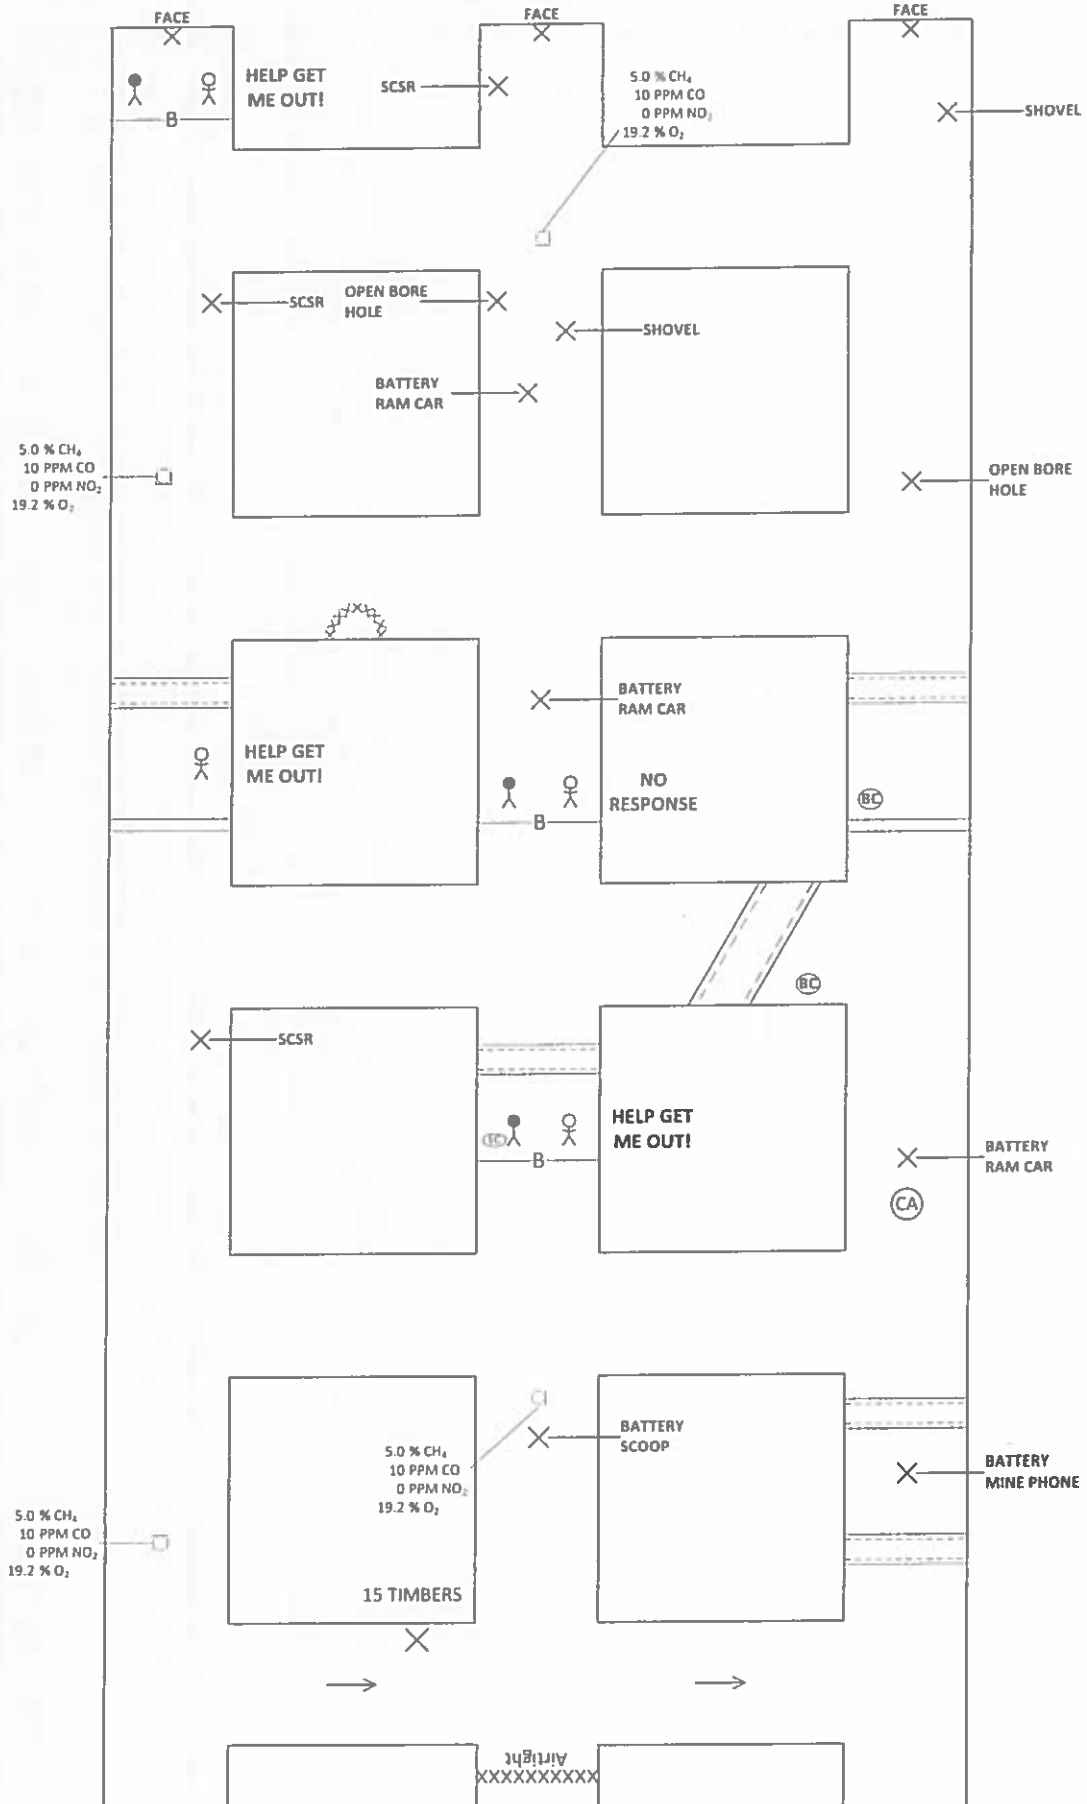 FACE
FACE
FACE
HELP GET
ME OUT!
B
SCSR
5.0 % CH₄
10 PPM CO
0 PPM NO₂
19.2 % O₂
SHOVEL
SCSR
OPEN BORE
HOLE
SHOVEL
BATTERY
RAM CAR
5.0 % CH₄
10 PPM CO
0 PPM NO₂
19.2 % O₂
OPEN BORE
HOLE
BATTERY
RAM CAR
HELP GET
ME OUT!
NO
RESPONSE
B
BC
BC
SCSR
HELP GET
ME OUT!
BC
B
BATTERY
RAM CAR
CA
BATTERY
SCOOP
5.0 % CH₄
10 PPM CO
0 PPM NO₂
19.2 % O₂
BATTERY
MINE PHONE
5.0 % CH₄
10 PPM CO
0 PPM NO₂
19.2 % O₂
15 TIMBERS
Airtight
XXXXXXXXXX